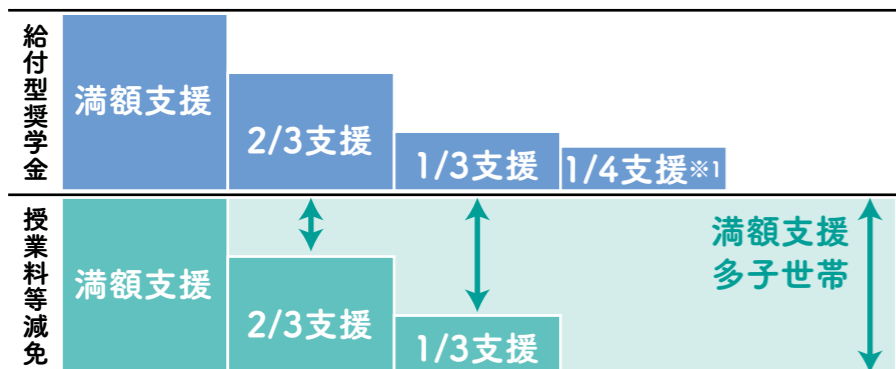 給付型奨学金
満額支援
2/3支援
1/3支援
1/4支援※1
授業料等減免
満額支援
2/3支援
1/3支援
満額支援
多子世帯